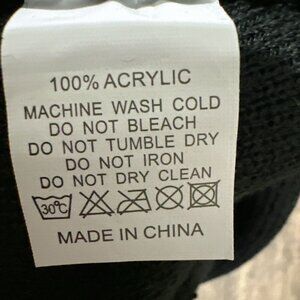 100% ACRYLIC
MACHINE WASH COLD
DO NOT BLEACH
DO NOT TUMBLE DRY
DO NOT IRON
DO NOT DRY CLEAN
30℃
MADE IN CHINA